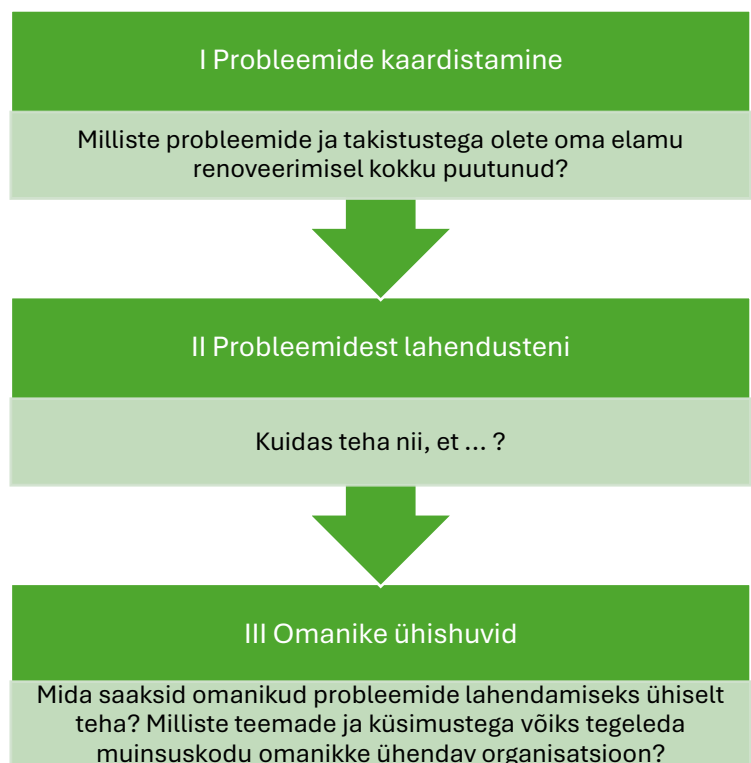 I Probleemide kaardistamine
Milliste probleemide ja takistustega olete oma elamu
renoveerimisel kokku puutunud?
II Probleemidest lahendusteni
Kuidas teha nii, et ... ?
III Omanike ühishuvid
Mida saaksid omanikud probleemide lahendamiseks ühiselt
teha? Milliste teemade ja küsimustega võiks tegeleda
muinsuskodu omanikke ühendav organisatsioon?